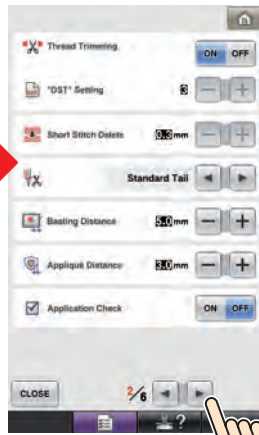 Thread Trimming ON OFF
"DST" Setting 3 − +
Short Stitch Delete 0.3mm − +
Standard Tail
Basting Distance 5.0mm − +
Appliqué Distance 3.0mm − +
Application Check ON OFF
CLOSE 2/6
?